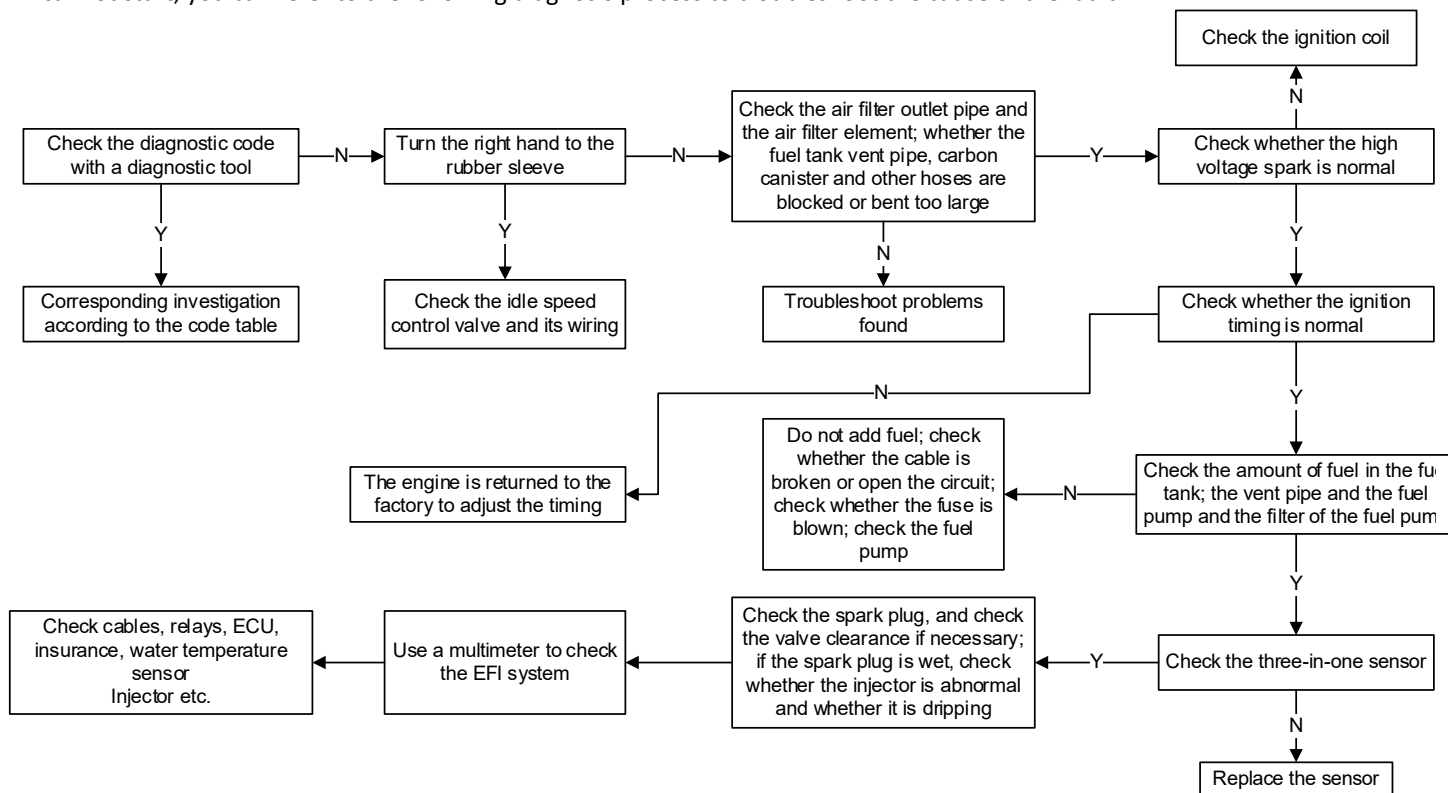 Check the ignition coil
N
Check the diagnostic code
with a diagnostic tool
N
Turn the right hand to the
rubber sleeve
N
Check the air filter outlet pipe and
the air filter element; whether the
fuel tank vent pipe, carbon
canister and other hoses are
blocked or bent too large
Y
Check whether the high
voltage spark is normal
Y
Y
N
Y
Corresponding investigation
according to the code table
Check the idle speed
control valve and its wiring
Troubleshoot problems
found
Check whether the ignition
timing is normal
N
Y
The engine is returned to the
factory to adjust the timing
Do not add fuel; check
whether the cable is
broken or open the circuit;
check whether the fuse is
blown; check the fuel
pump
N
Check the amount of fuel in the
tank; the vent pipe and the fuel
pump and the filter of the fuel
Y
Check cables, relays, ECU,
insurance, water temperature
sensor
Injector etc.
Use a multimeter to check
the EFI system
Check the spark plug, and check
the valve clearance if necessary;
if the spark plug is wet, check
whether the injector is abnormal
and whether it is dripping
Y
Check the three-in-one sensor
N
Replace the sensor